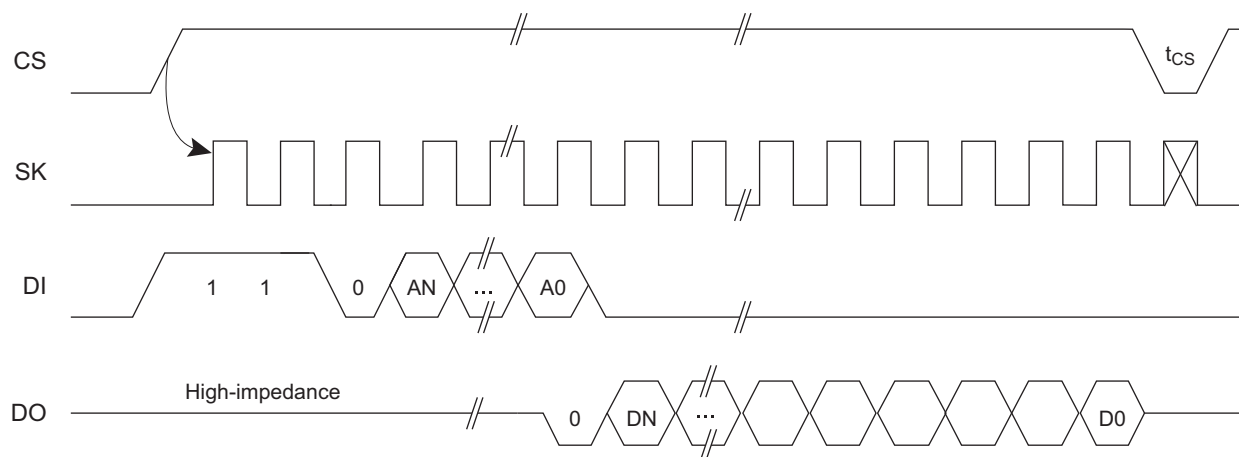 CS
tCS
SK
DI
1 1 0 AN ... A0
DO
High-impedance
0 DN ... D0